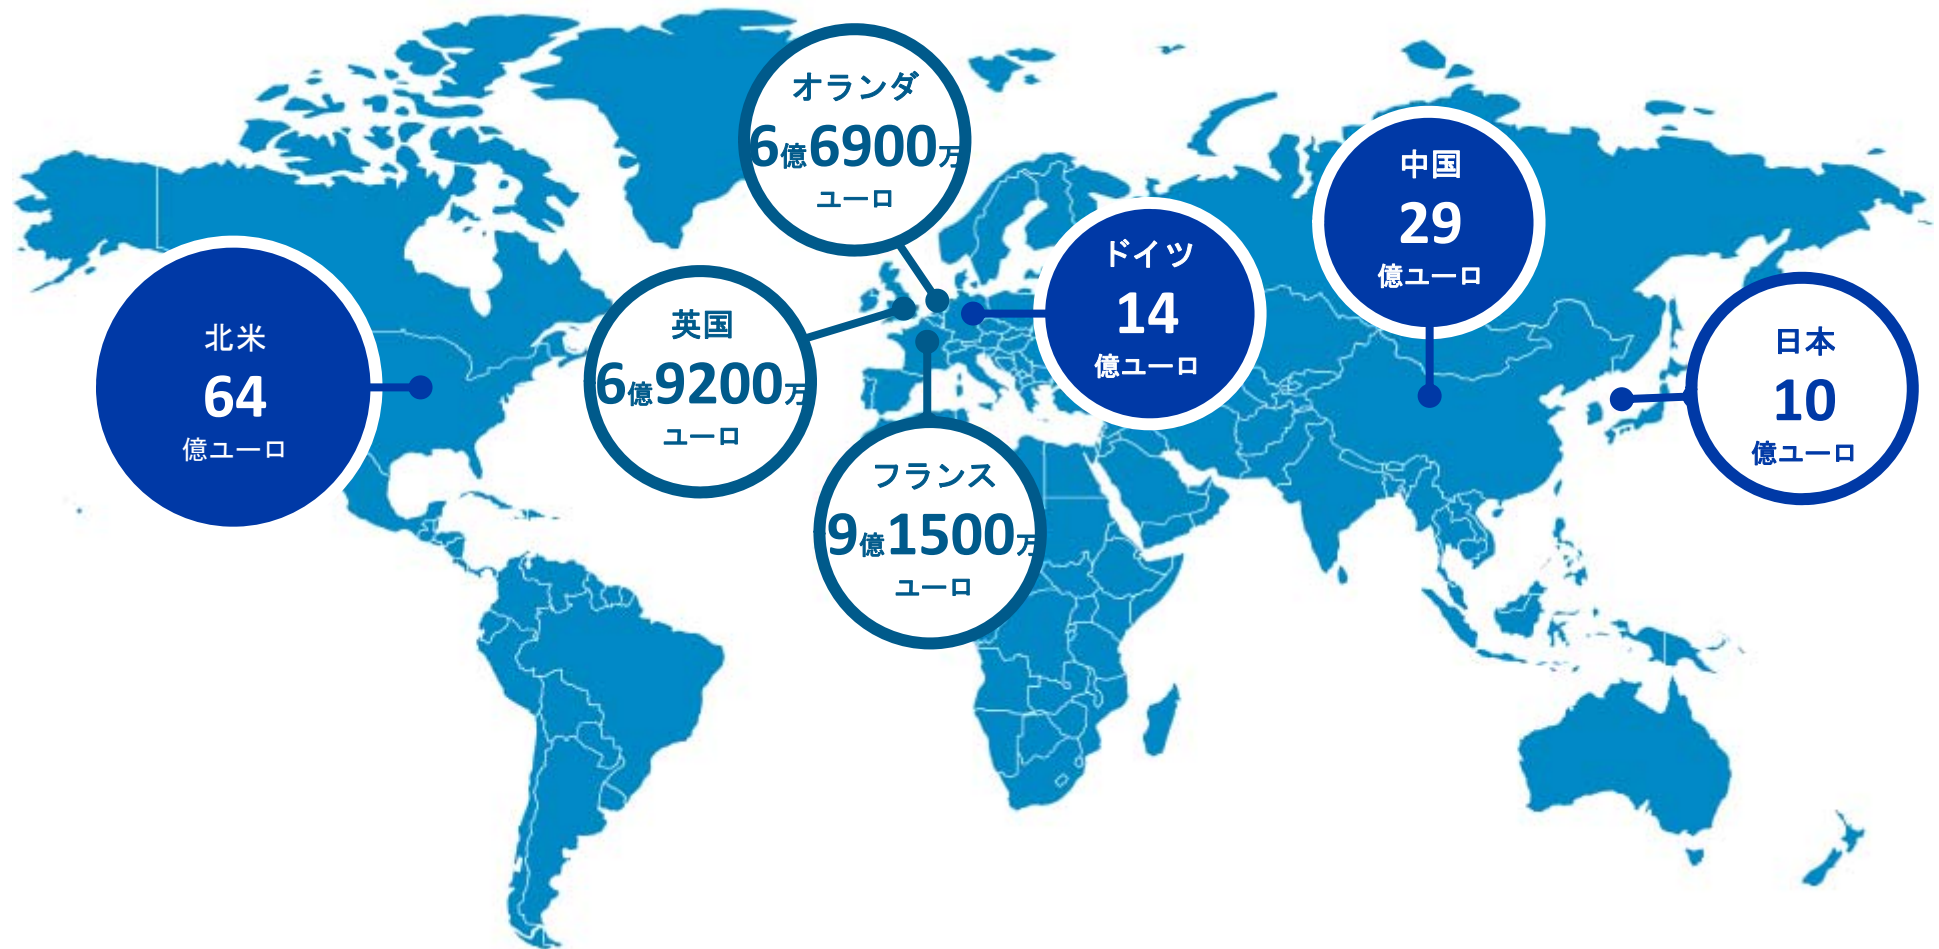 オランダ
6億6900万
ユーロ
中国
29
億ユーロ
ドイツ
14
億ユーロ
北米
64
億ユーロ
英国
6億9200万
ユーロ
日本
10
億ユーロ
フランス
9億1500万
ユーロ